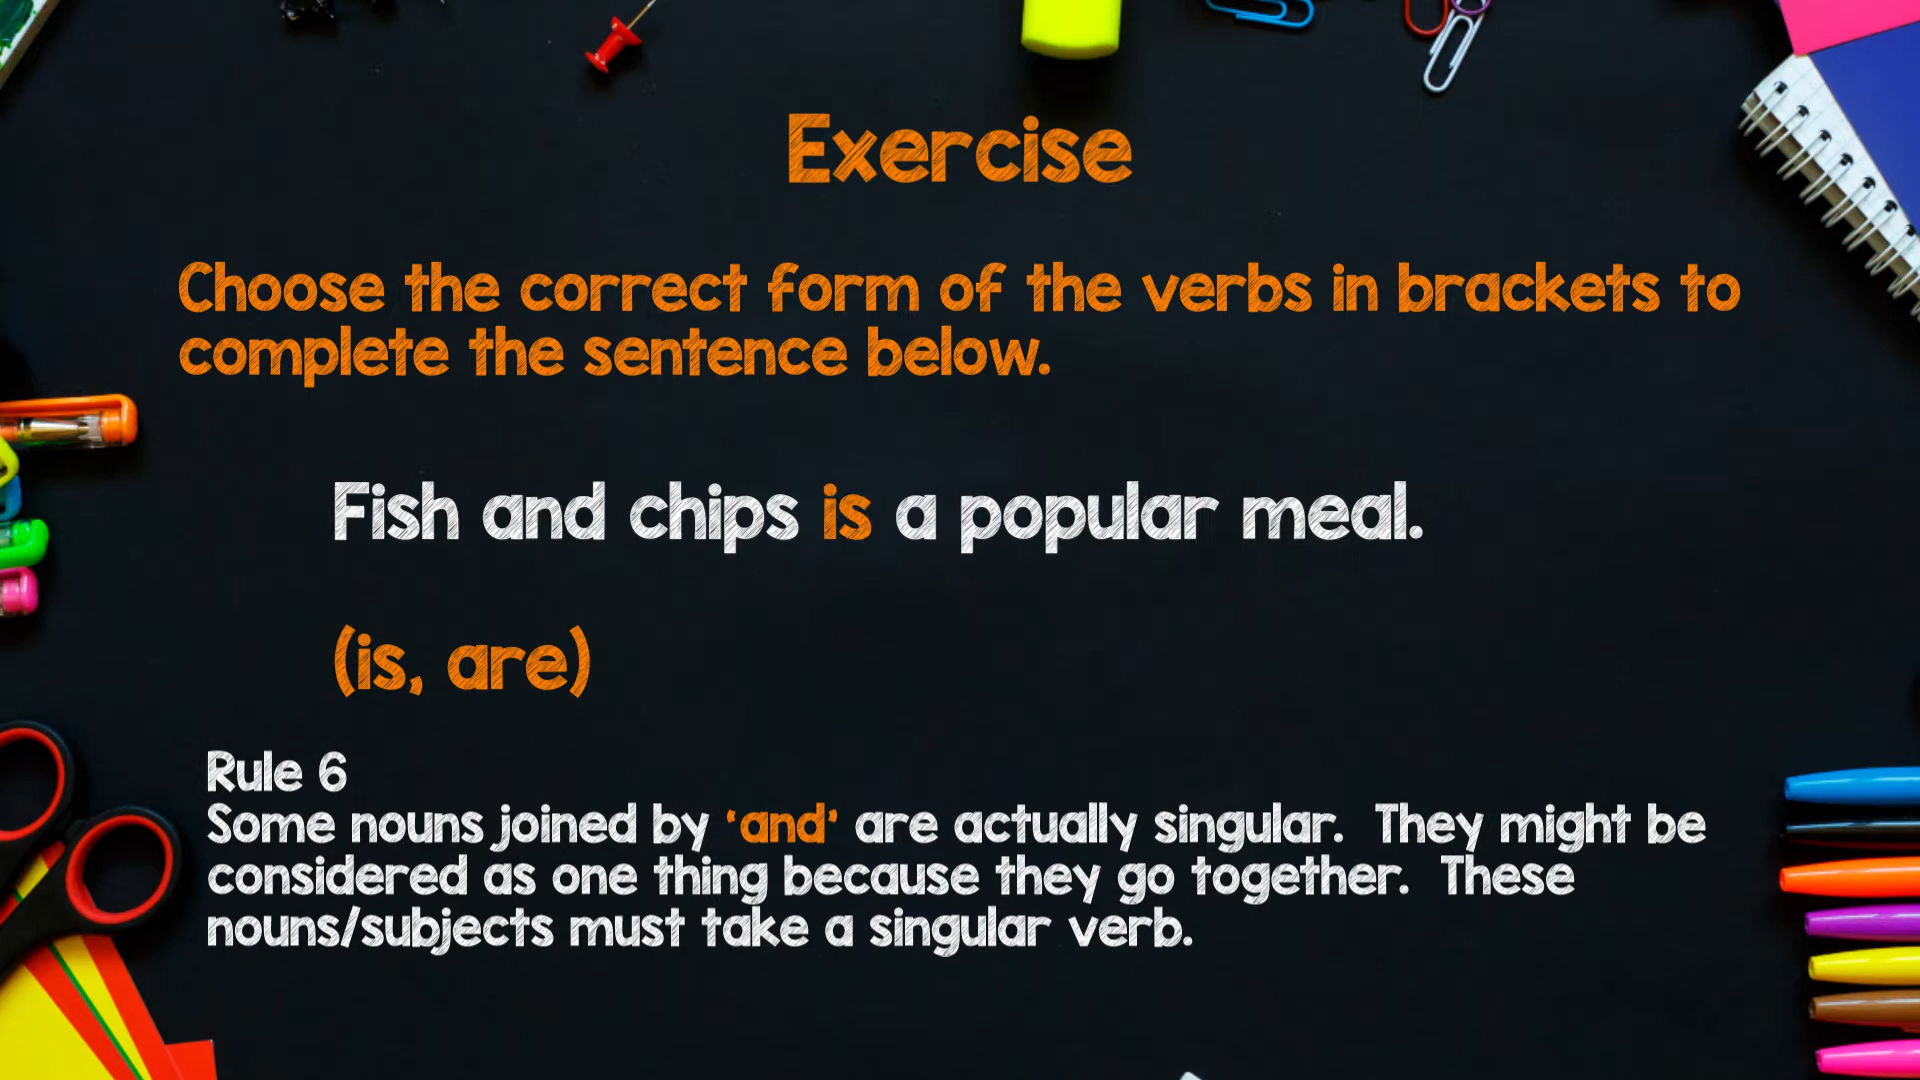 Exercise
Choose the correct form of the verbs in brackets to
complete the sentence below.
Fish and chips is a popular meal.
(is, are)
Rule 6
Some nouns joined by ‘and’ are actually singular.  They might be
considered as one thing because they go together.  These
nouns/subjects must take a singular verb.